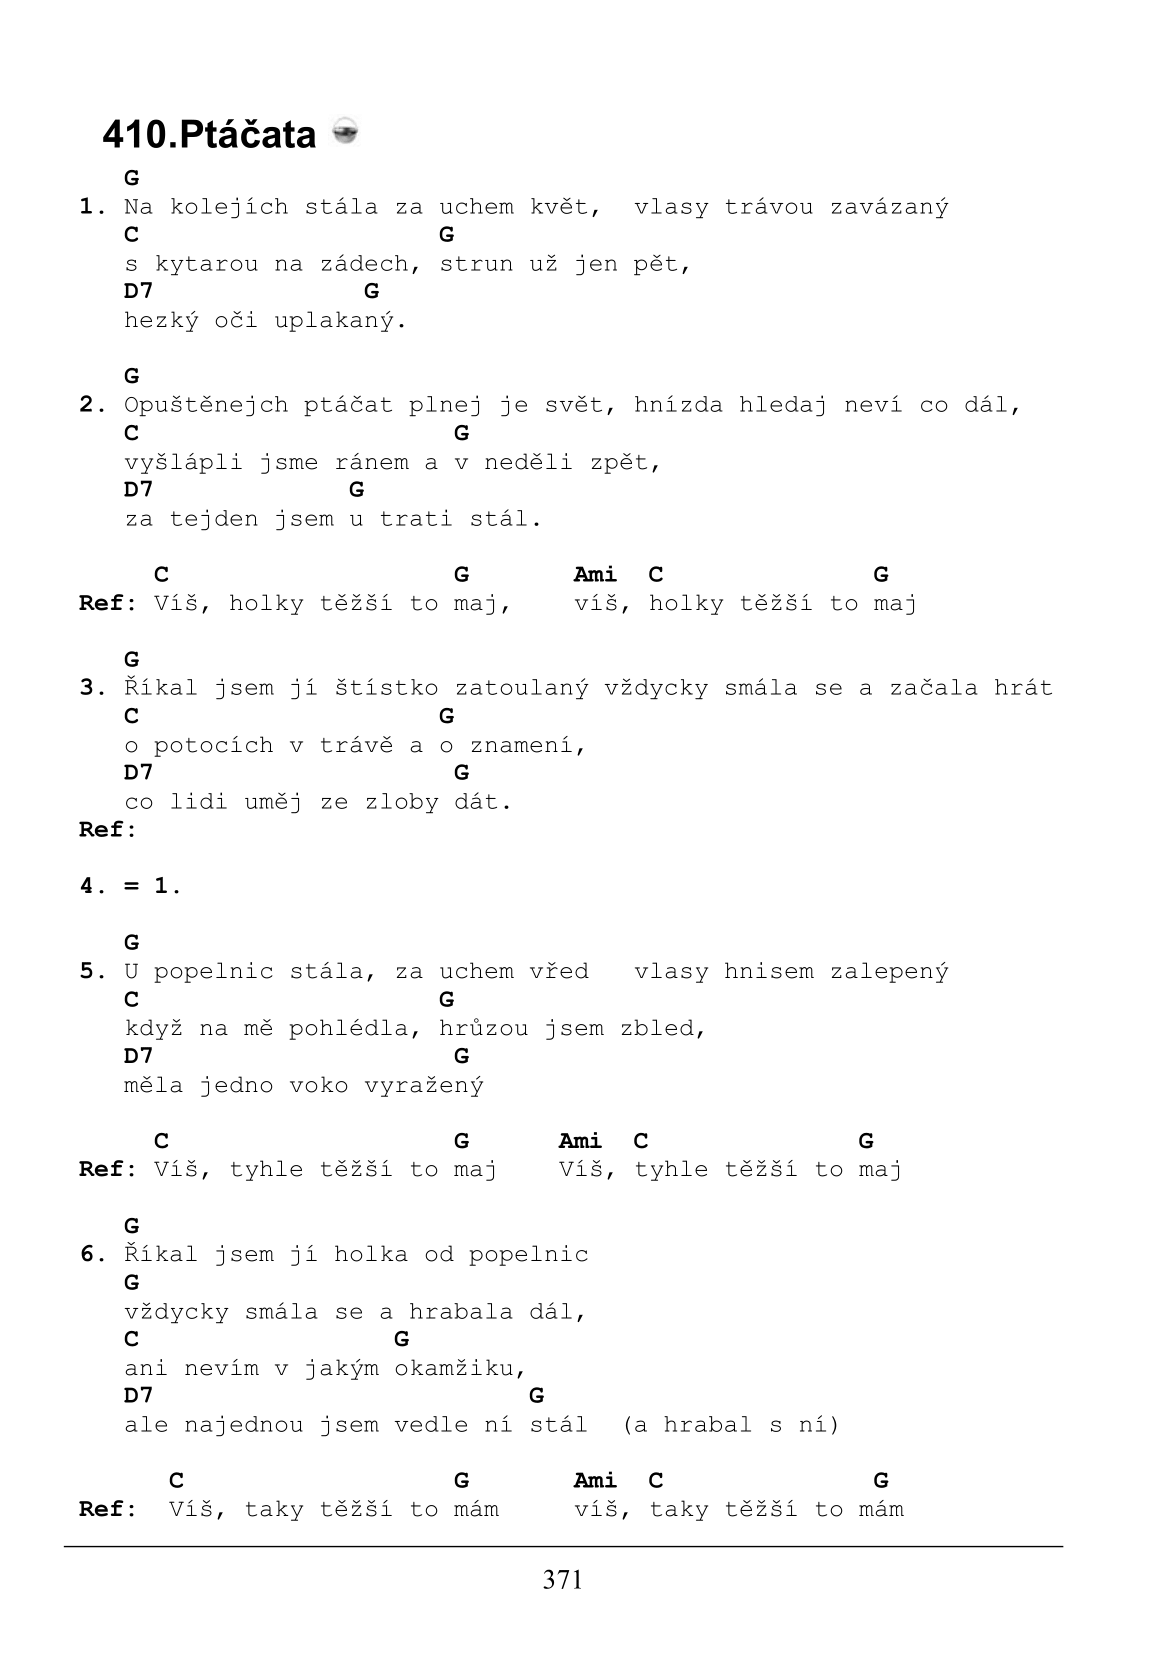 410.Ptáčata
G
1. Na kolejích stála za uchem květ,  vlasy trávou zavázaný
C                    G
s kytarou na zádech, strun už jen pět,
D7              G
hezký oči uplakaný.
G
2. Opuštěnejch ptáčat plnej je svět, hnízda hledaj neví co dál,
C                     G
vyšlápli jsme ránem a v neděli zpět,
D7             G
za tejden jsem u trati stál.
C                   G       Ami  C              G
Ref: Víš, holky těžší to maj,    víš, holky těžší to maj
G
3. Říkal jsem jí štístko zatoulaný vždycky smála se a začala hrát
C                    G
o potocích v trávě a o znamení,
D7                    G
co lidi uměj ze zloby dát.
Ref:
4. = 1.
G
5. U popelnic stála, za uchem vřed   vlasy hnisem zalepený
C                    G
když na mě pohlédla, hrůzou jsem zbled,
D7                    G
měla jedno voko vyražený
C                   G      Ami  C              G
Ref: Víš, tyhle těžší to maj    Víš, tyhle těžší to maj
G
6. Říkal jsem jí holka od popelnic
G
vždycky smála se a hrabala dál,
C                 G
ani nevím v jakým okamžiku,
D7                         G
ale najednou jsem vedle ní stál  (a hrabal s ní)
C                  G       Ami  C              G
Ref:  Víš, taky těžší to mám     víš, taky těžší to mám
371